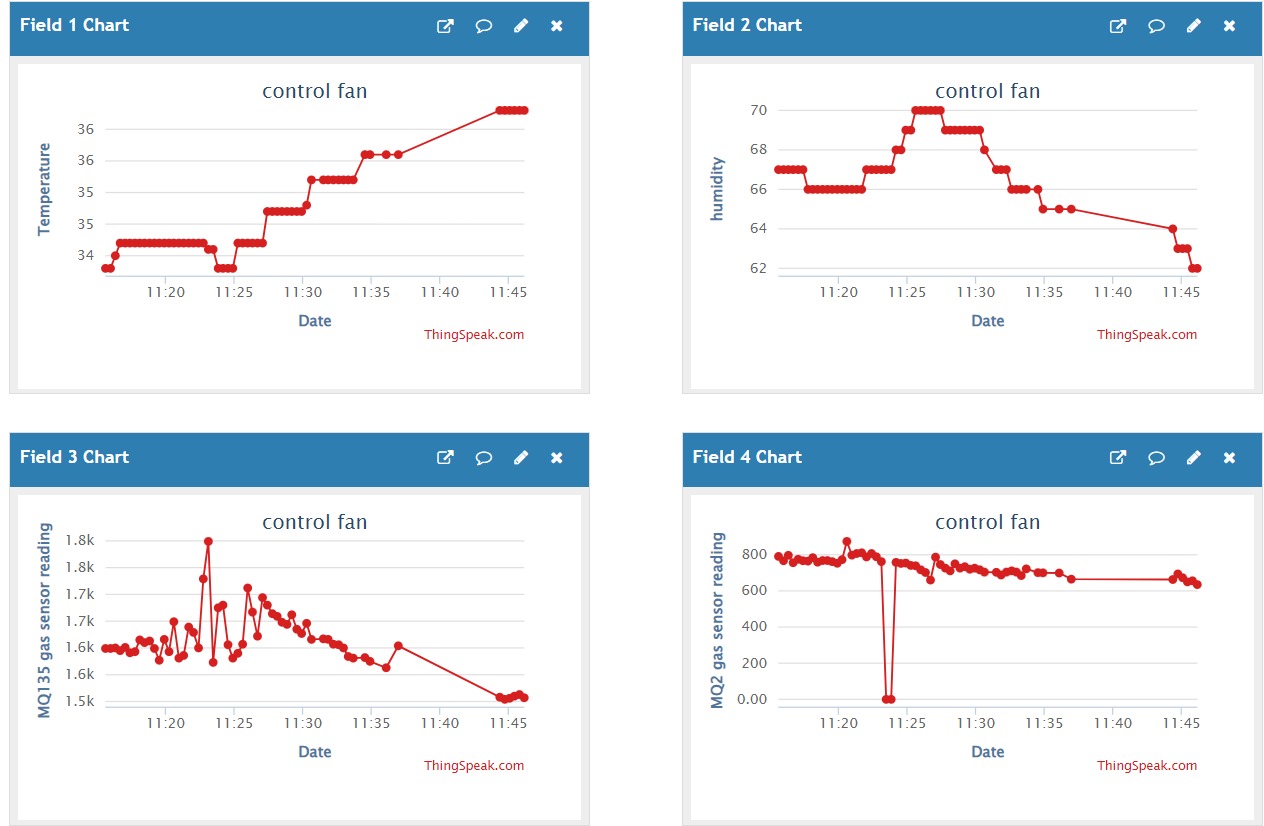 Field 1 Chart
control fan
Temperature
36
36
35
35
34
11:20 11:25 11:30 11:35 11:40 11:45
Date
ThingSpeak.com
Field 2 Chart
control fan
humidity
70
68
66
64
62
11:20 11:25 11:30 11:35 11:40 11:45
Date
ThingSpeak.com
Field 3 Chart
control fan
MQ135 gas sensor reading
1.8k
1.8k
1.7k
1.7k
1.6k
1.6k
1.5k
11:20 11:25 11:30 11:35 11:40 11:45
Date
ThingSpeak.com
Field 4 Chart
control fan
MQ2 gas sensor reading
800
600
400
200
0.00
11:20 11:25 11:30 11:35 11:40 11:45
Date
ThingSpeak.com